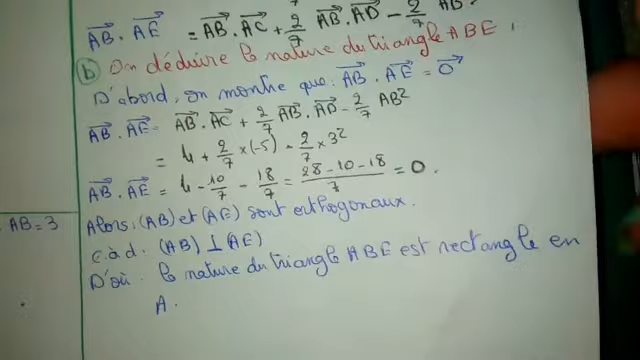 AB⃗ . AE⃗ = AB⃗ . AC⃗ + 2/7 AB⃗ . AD⃗ - 2/7 AB²
b On déduire la nature du triangle ABE.
D'abord, on montre que: AB⃗ . AE⃗ = 0⃗
AB⃗ . AE⃗ = AB⃗ . AC⃗ + 2/7 AB⃗ . AD⃗ - 2/7 AB²
= 4 + 2/7 x(-5) - 2/7 x 3²
AB⃗ . AE⃗ = 4 - 10/7 - 18/7 = (28 - 10 - 18)/7 = 0.
AB = 3
Alors, (AB) et (AE) sont orthogonaux.
c.à.d. (AB) ⊥ (AE)
D'où : la nature du triangle ABE est rectangle en
A.